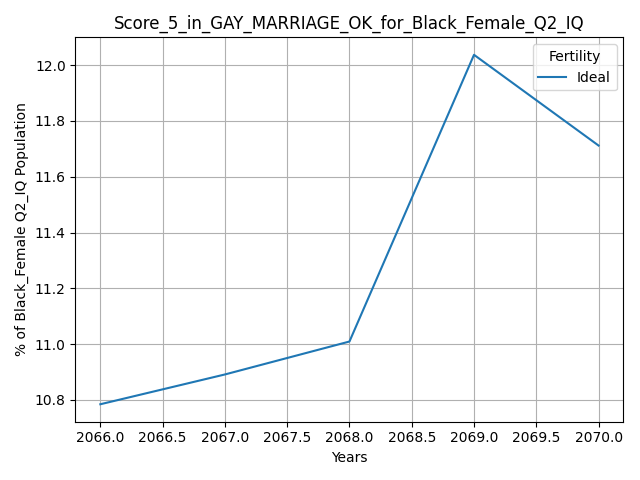 Score_5_in_GAY_MARRIAGE_OK_for_Black_Female_Q2_IQ
Fertility
Ideal
% of Black_Female Q2_IQ Population
12.0
11.8
11.6
11.4
11.2
11.0
10.8
2066.0 2066.5 2067.0 2067.5 2068.0 2068.5 2069.0 2069.5 2070.0
Years